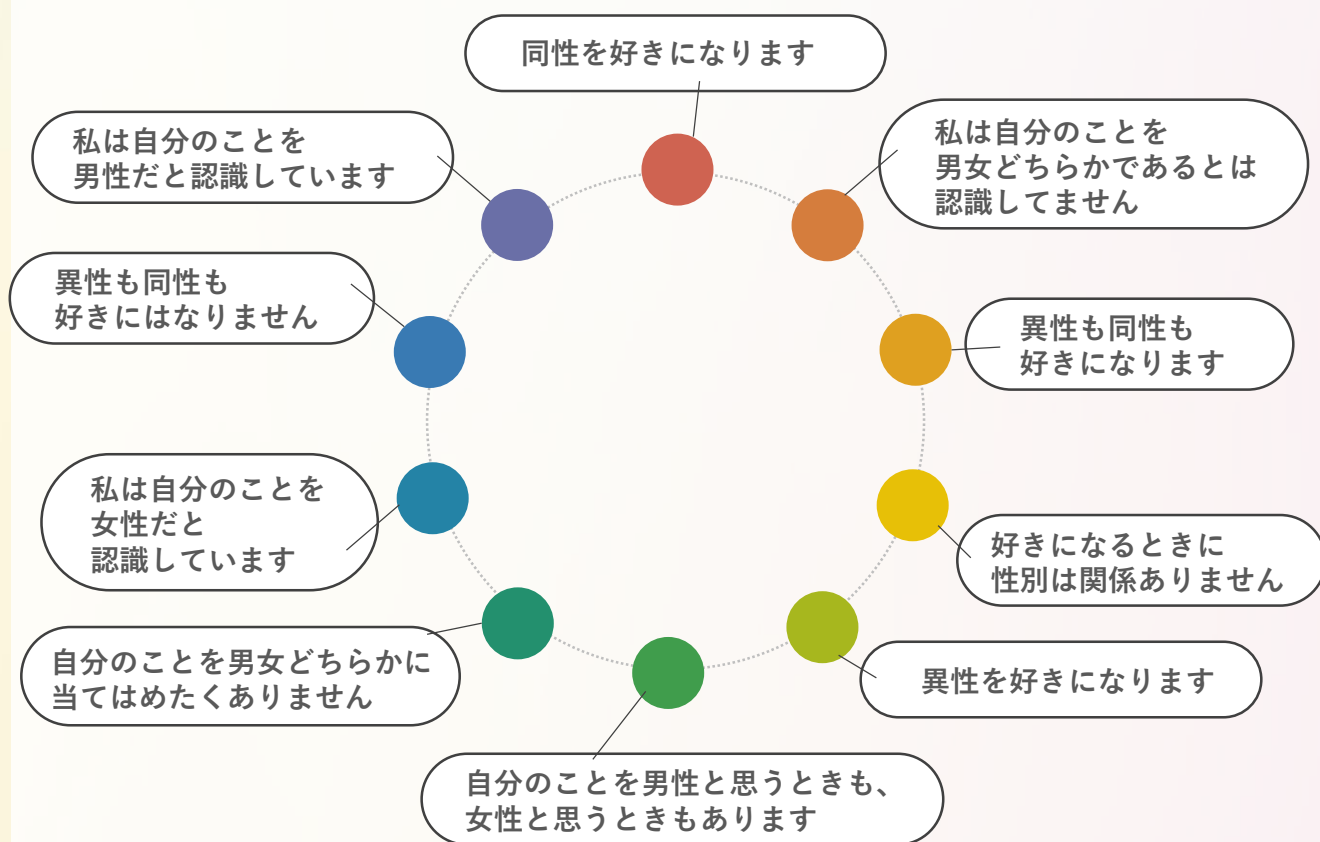 同性を好きになります
私は自分のことを
男女どちらかであるとは
認識してません
異性も同性も
好きになります
好きになるときに
性別は関係ありません
異性を好きになります
自分のことを男性と思うときも、
女性と思うときもあります
自分のことを男女どちらかに
当てはめたくありません
私は自分のことを
女性だと
認識しています
異性も同性も
好きにはなりません
私は自分のことを
男性だと認識しています